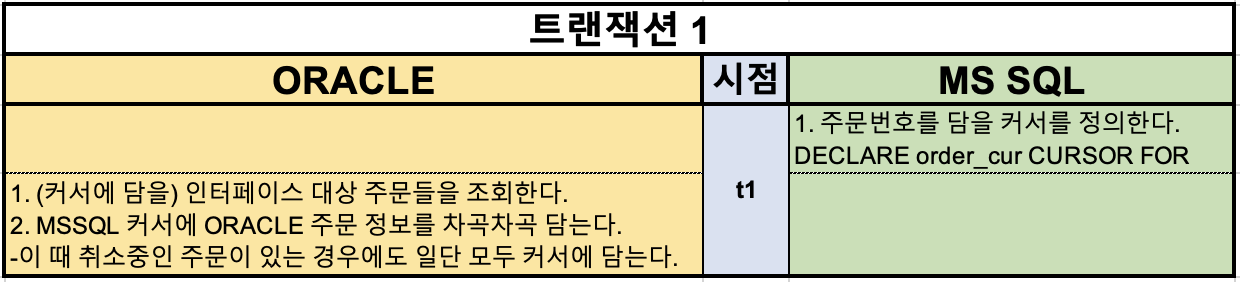 트랜잭션 1
ORACLE
시점
MS SQL
1. 주문번호를 담을 커서를 정의한다.
DECLARE order_cur CURSOR FOR
t1
1. (커서에 담을) 인터페이스 대상 주문들을 조회한다.
2. MSSQL 커서에 ORACLE 주문 정보를 차곡차곡 담는다.
-이 때 취소중인 주문이 있는 경우에도 일단 모두 커서에 담는다.